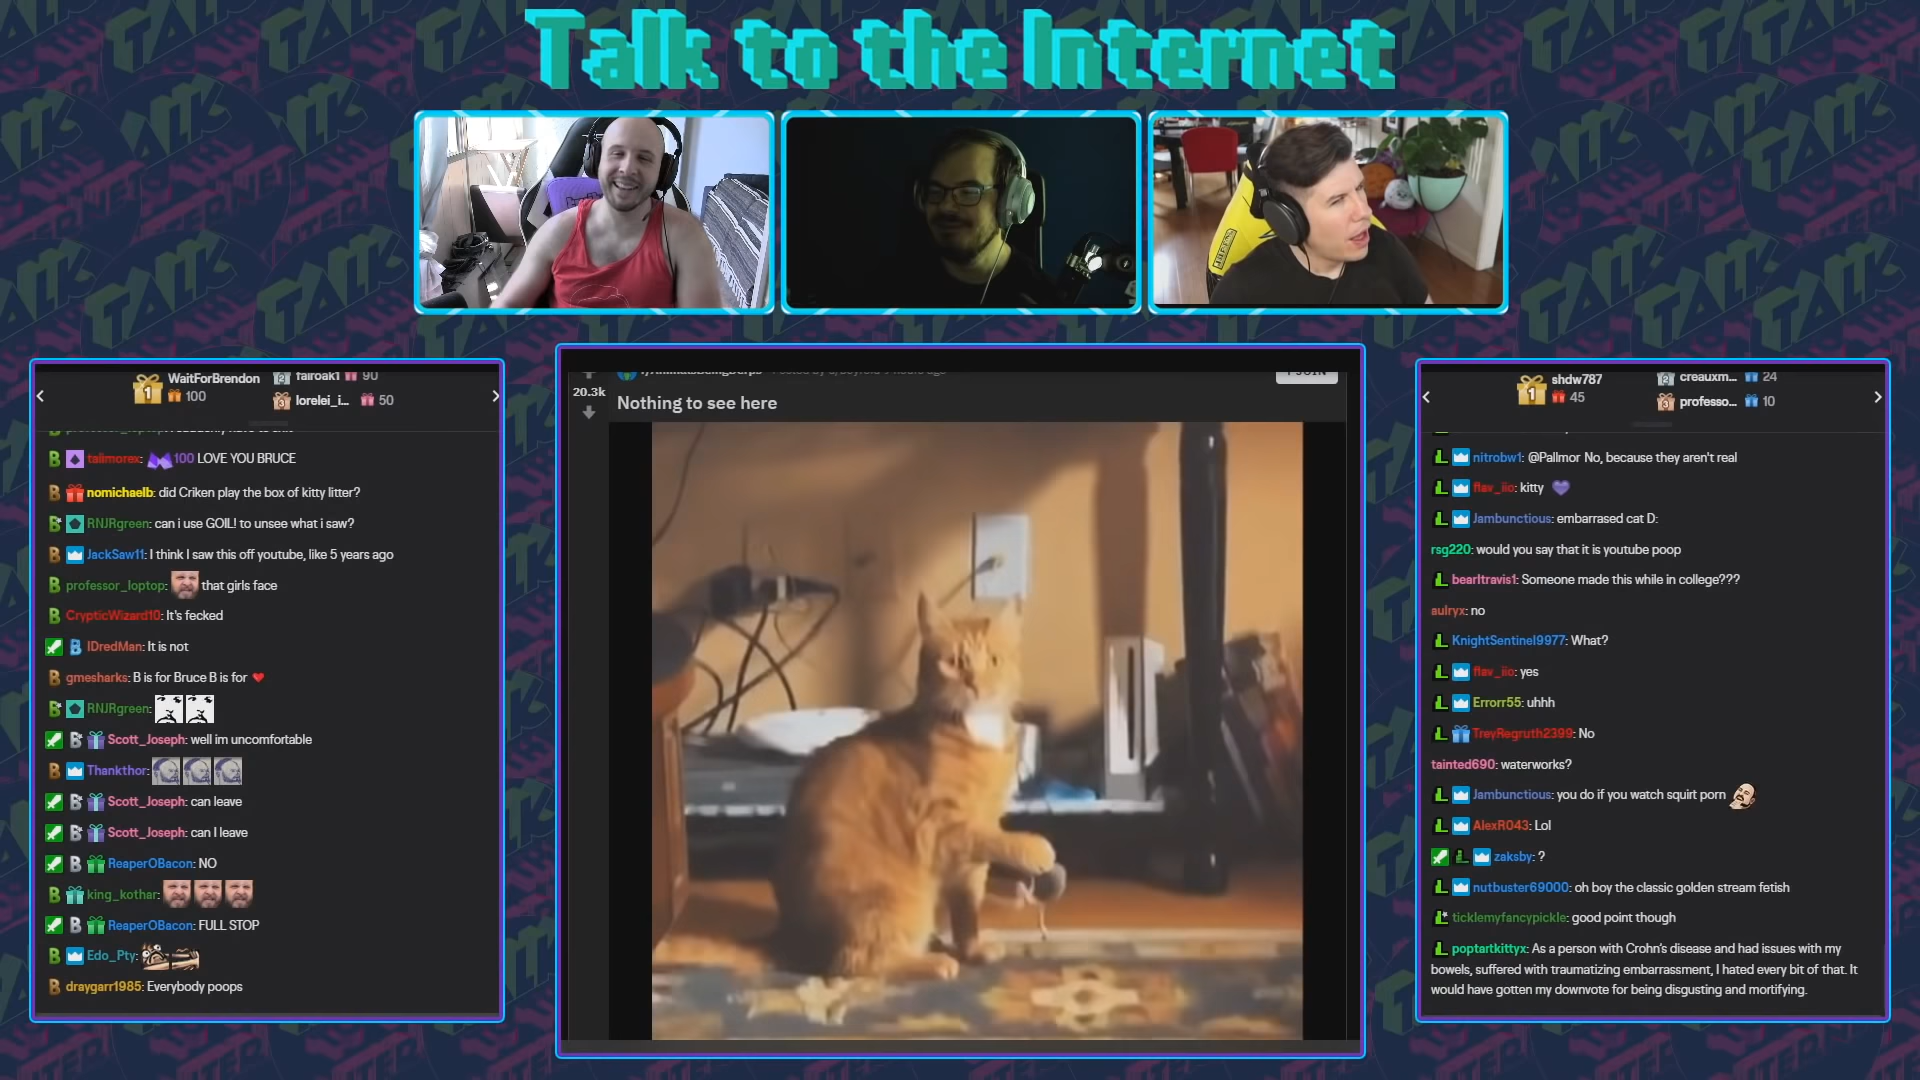 Talk to the Internet
WaitForBrendon
100
fairoak1 90
lorelei_i... 50
talimorex: 100 LOVE YOU BRUCE
nomichaelb: did Criken play the box of kitty litter?
RNJRgreen: can i use GOIL! to unsee what i saw?
JackSaw11: I think I saw this off youtube, like 5 years ago
professor_loptop: that girls face
CrypticWizard10: It's fecked
IDredMan: It is not
gmesharks: B is for Bruce B is for
RNJRgreen:
Scott_Joseph: well im uncomfortable
Thankthor:
Scott_Joseph: can leave
Scott_Joseph: can I leave
ReaperOBacon: NO
king_kothar:
ReaperOBacon: FULL STOP
Edo_Pty:
draygarr1985: Everybody poops
20.3k
Nothing to see here
shdw787
45
creauxm... 24
professo... 10
nitrobw1: @Pallmor No, because they aren't real
flav_iio: kitty
Jambunctious: embarrased cat D:
rsg220: would you say that it is youtube poop
bearltravis1: Someone made this while in college???
aulryx: no
KnightSentinel9977: What?
flav_iio: yes
Errorr55: uhhh
TreyRegruth2399: No
tainted690: waterworks?
Jambunctious: you do if you watch squirt porn
AlexR043: Lol
zaksby: ?
nutbuster69000: oh boy the classic golden stream fetish
ticklemyfancypickle: good point though
poptartkittyx: As a person with Crohn's disease and had issues with my
bowels, suffered with traumatizing embarrassment, I hated every bit of that. It
would have gotten my downvote for being disgusting and mortifying.